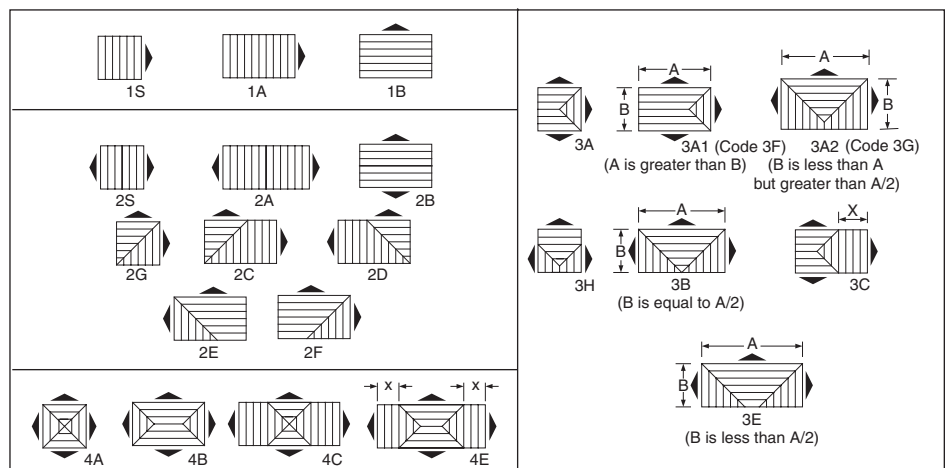 1S 1A 1B
2S 2A 2B
2G 2C 2D
2E 2F
X X
4A 4B 4C 4E
A A
B B
3A 3A1 (Code 3F) 3A2 (Code 3G)
(A is greater than B) (B is less than A
but greater than A/2)
A X
B
3H 3B 3C
(B is equal to A/2)
A
B
3E
(B is less than A/2)